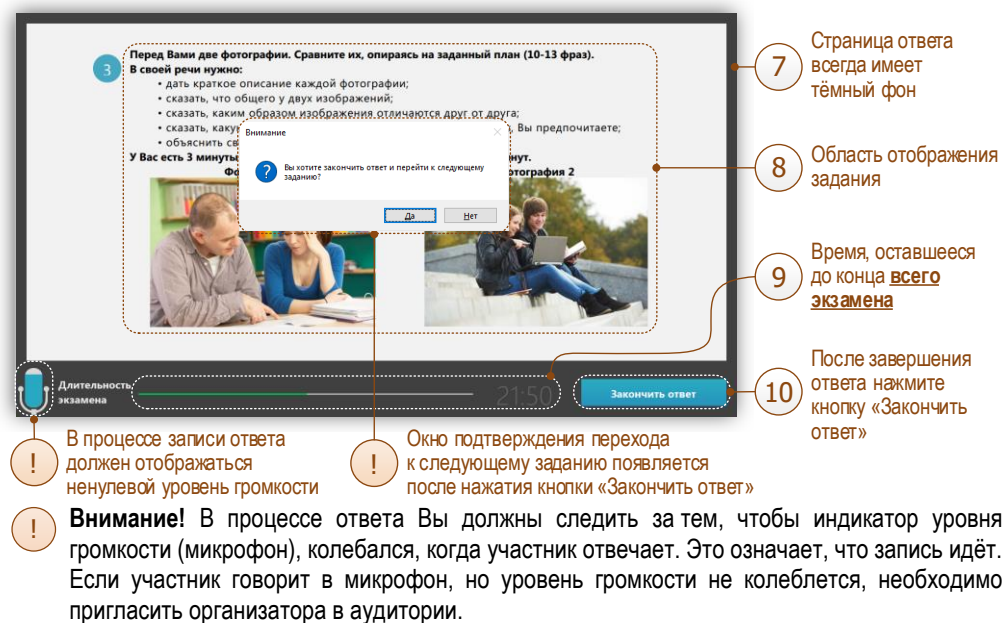 3
Перед Вами две фотографии. Сравните их, опираясь на заданный план (10-13 фраз).
В своей речи нужно:
• дать краткое описание каждой фотографии;
• сказать, что общего у двух изображений;
• сказать, каким образом изображения отличаются друг от друга;
• сказать, Вы предпочитаете;
• объяснить
У Вас есть 3 минуты
Внимание
Вы хотите закончить ответ и перейти к следующему
заданию?
Да
Нет
2
Длительность
экзамена
21:50
Закончить ответ
7
Страница ответа
всегда имеет
тёмный фон
8
Область отображения
задания
9
Время, оставшееся
до конца всего
экзамена
10
После завершения
ответа нажмите
кнопку «Закончить
ответ»
!
В процессе записи ответа
должен отображаться
ненулевой уровень громкости
!
Окно подтверждения перехода
к следующему заданию появляется
после нажатия кнопки «Закончить ответ»
!
Внимание! В процессе ответа Вы должны следить за тем, чтобы индикатор уровня
громкости (микрофон), колебался, когда участник отвечает. Это означает, что запись идёт.
Если участник говорит в микрофон, но уровень громкости не колеблется, необходимо
пригласить организатора в аудитории.